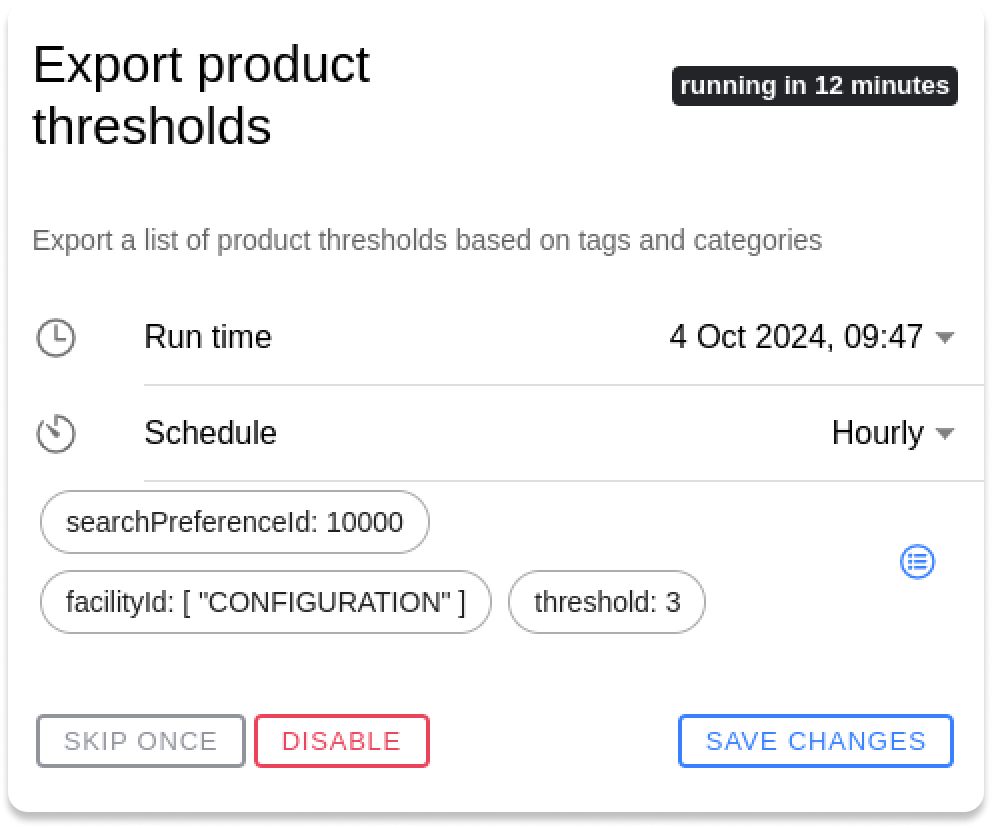 Export product
thresholds
running in 12 minutes
Export a list of product thresholds based on tags and categories
Run time
4 Oct 2024, 09:47
Schedule
Hourly
searchPreferenceId: 10000
facilityId: [ "CONFIGURATION" ]
threshold: 3
SKIP ONCE
DISABLE
SAVE CHANGES